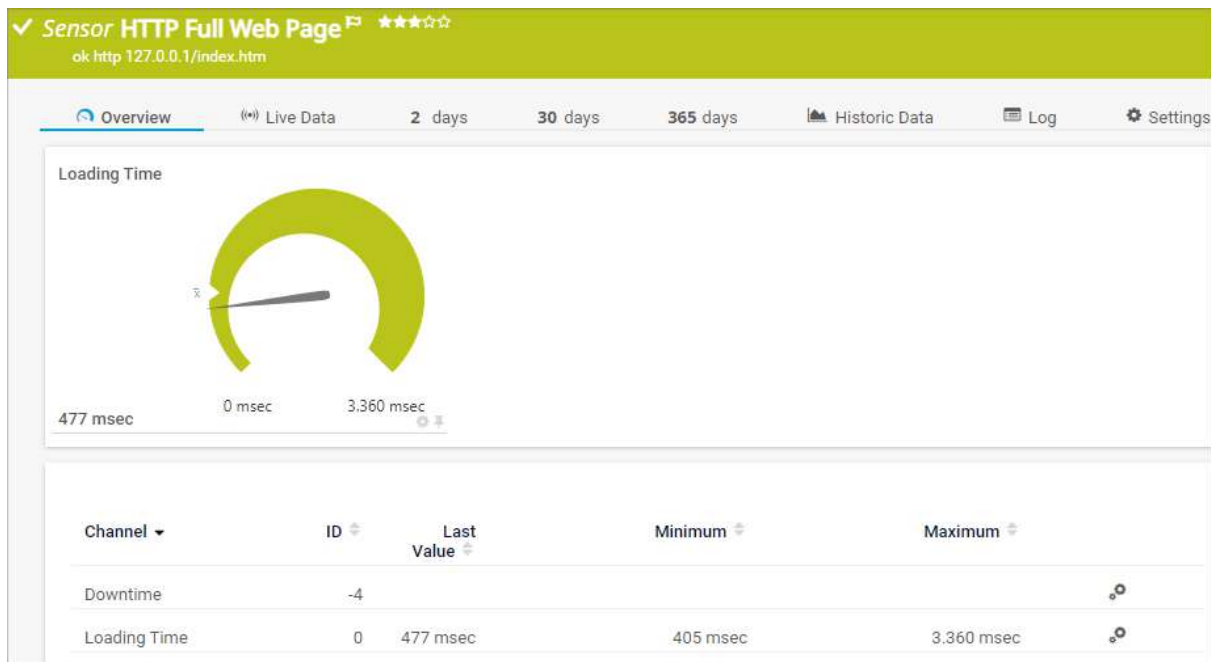 Sensor HTTP Full Web Page
ok http 127.0.0.1/index.htm
Overview Live Data 2 days 30 days 365 days Historic Data Log Settings
Loading Time
x̄
0 msec 3.360 msec
477 msec
Channel ID Last Value Minimum Maximum
Downtime -4
Loading Time 0 477 msec 405 msec 3.360 msec